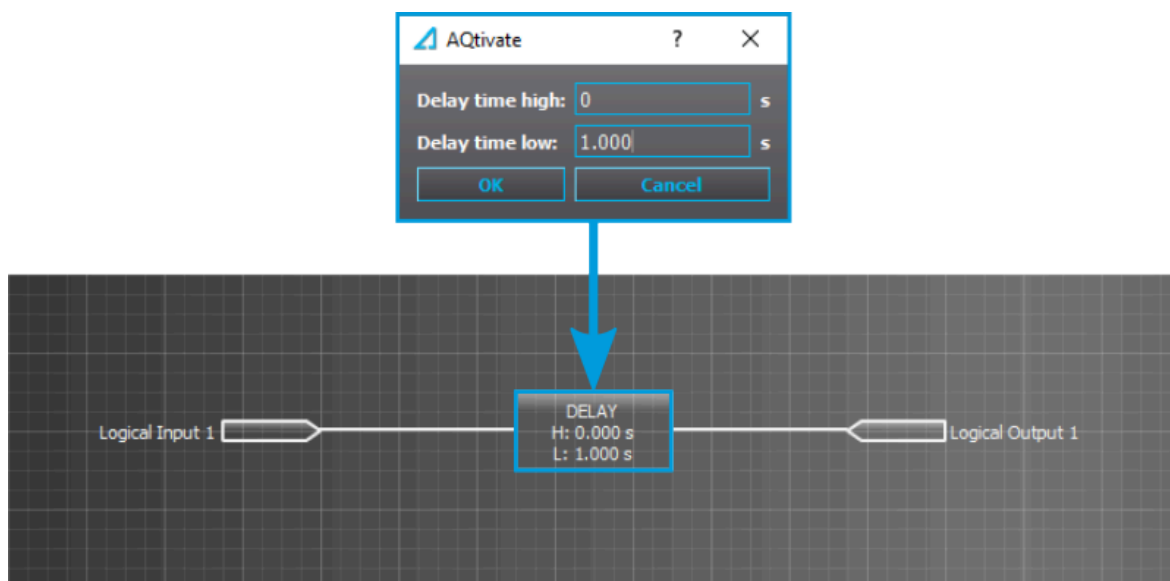 AQtivate ?
Delay time high: 0 s
Delay time low: 1.000 s
OK Cancel
DELAY
H: 0.000 s
L: 1.000 s
Logical Input 1
Logical Output 1